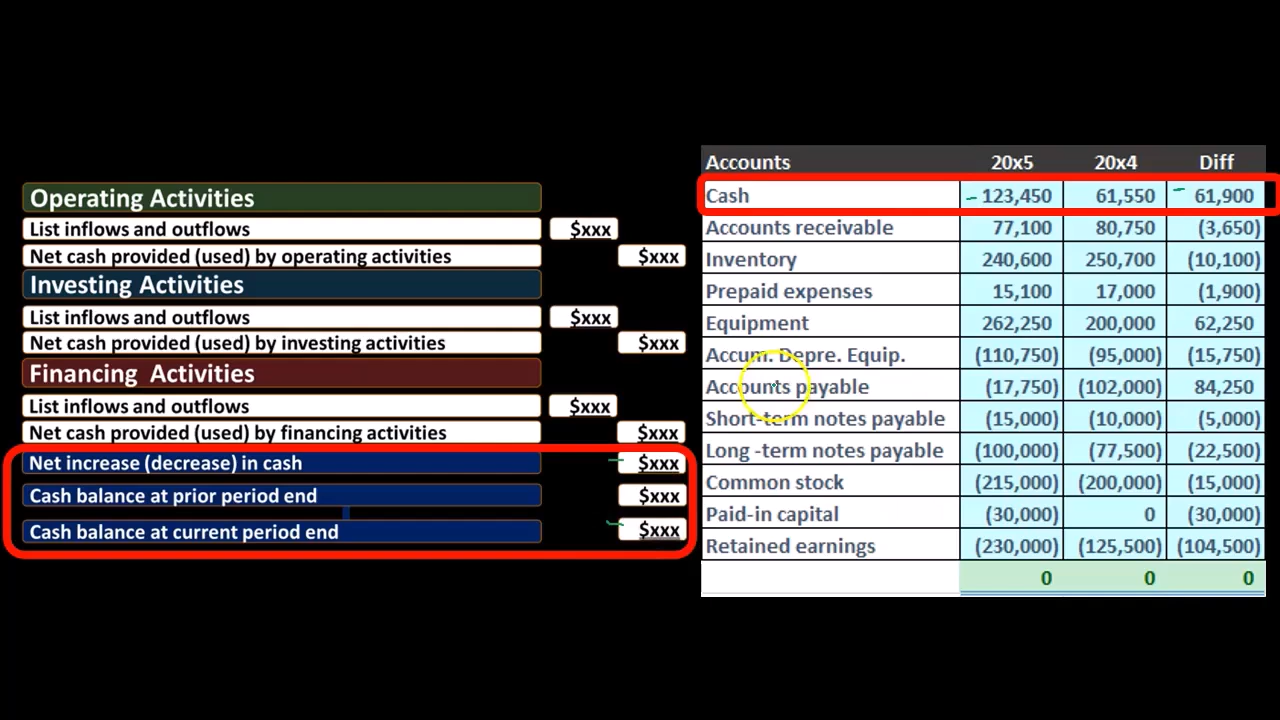 Operating Activities
List inflows and outflows $xxx
Net cash provided (used) by operating activities $xxx
Investing Activities
List inflows and outflows $xxx
Net cash provided (used) by investing activities $xxx
Financing Activities
List inflows and outflows $xxx
Net cash provided (used) by financing activities $xxx
Net increase (decrease) in cash $xxx
Cash balance at prior period end $xxx
Cash balance at current period end $xxx
Accounts 20x5 20x4 Diff
Cash 123,450 61,550 61,900
Accounts receivable 77,100 80,750 (3,650)
Inventory 240,600 250,700 (10,100)
Prepaid expenses 15,100 17,000 (1,900)
Equipment 262,250 200,000 62,250
Accum. Depre. Equip. (110,750) (95,000) (15,750)
Accounts payable (17,750) (102,000) 84,250
Short-term notes payable (15,000) (10,000) (5,000)
Long -term notes payable (100,000) (77,500) (22,500)
Common stock (215,000) (200,000) (15,000)
Paid-in capital (30,000) 0 (30,000)
Retained earnings (230,000) (125,500) (104,500)
0 0 0